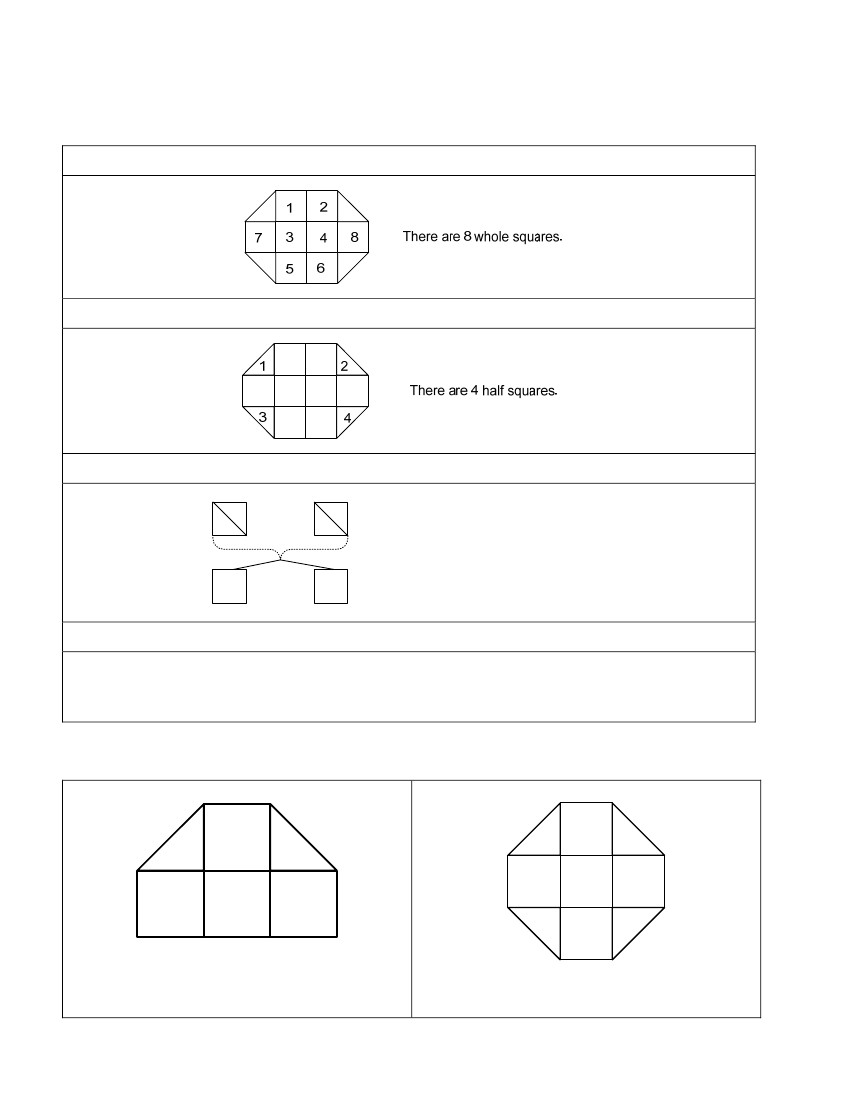 1 2
7 3 4 8
There are 8 whole squares.
5 6
1 2
There are 4 half squares.
3 4